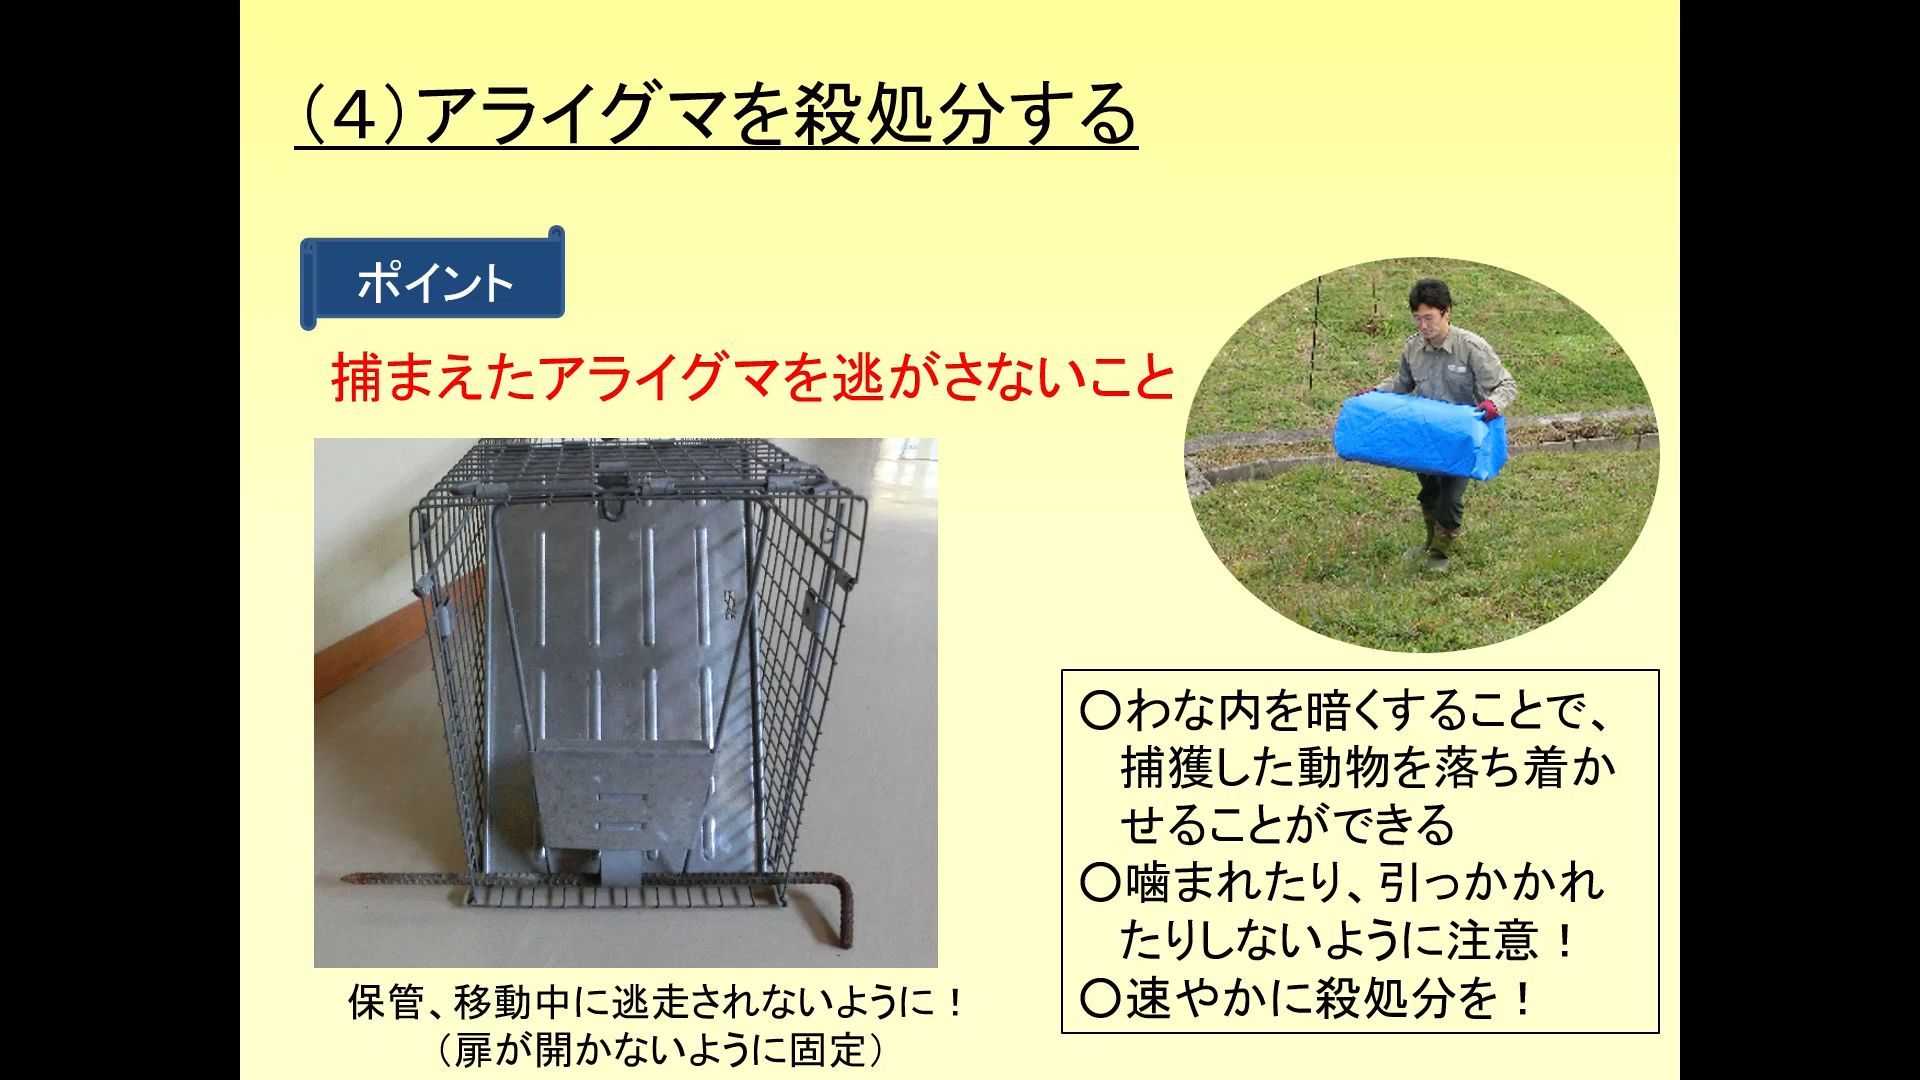 （４）アライグマを殺処分する
ポイント
捕まえたアライグマを逃がさないこと
保管、移動中に逃走されないように！
（扉が開かないように固定）
〇わな内を暗くすることで、
捕獲した動物を落ち着か
せることができる
〇噛まれたり、引っかかれ
たりしないように注意！
〇速やかに殺処分を！